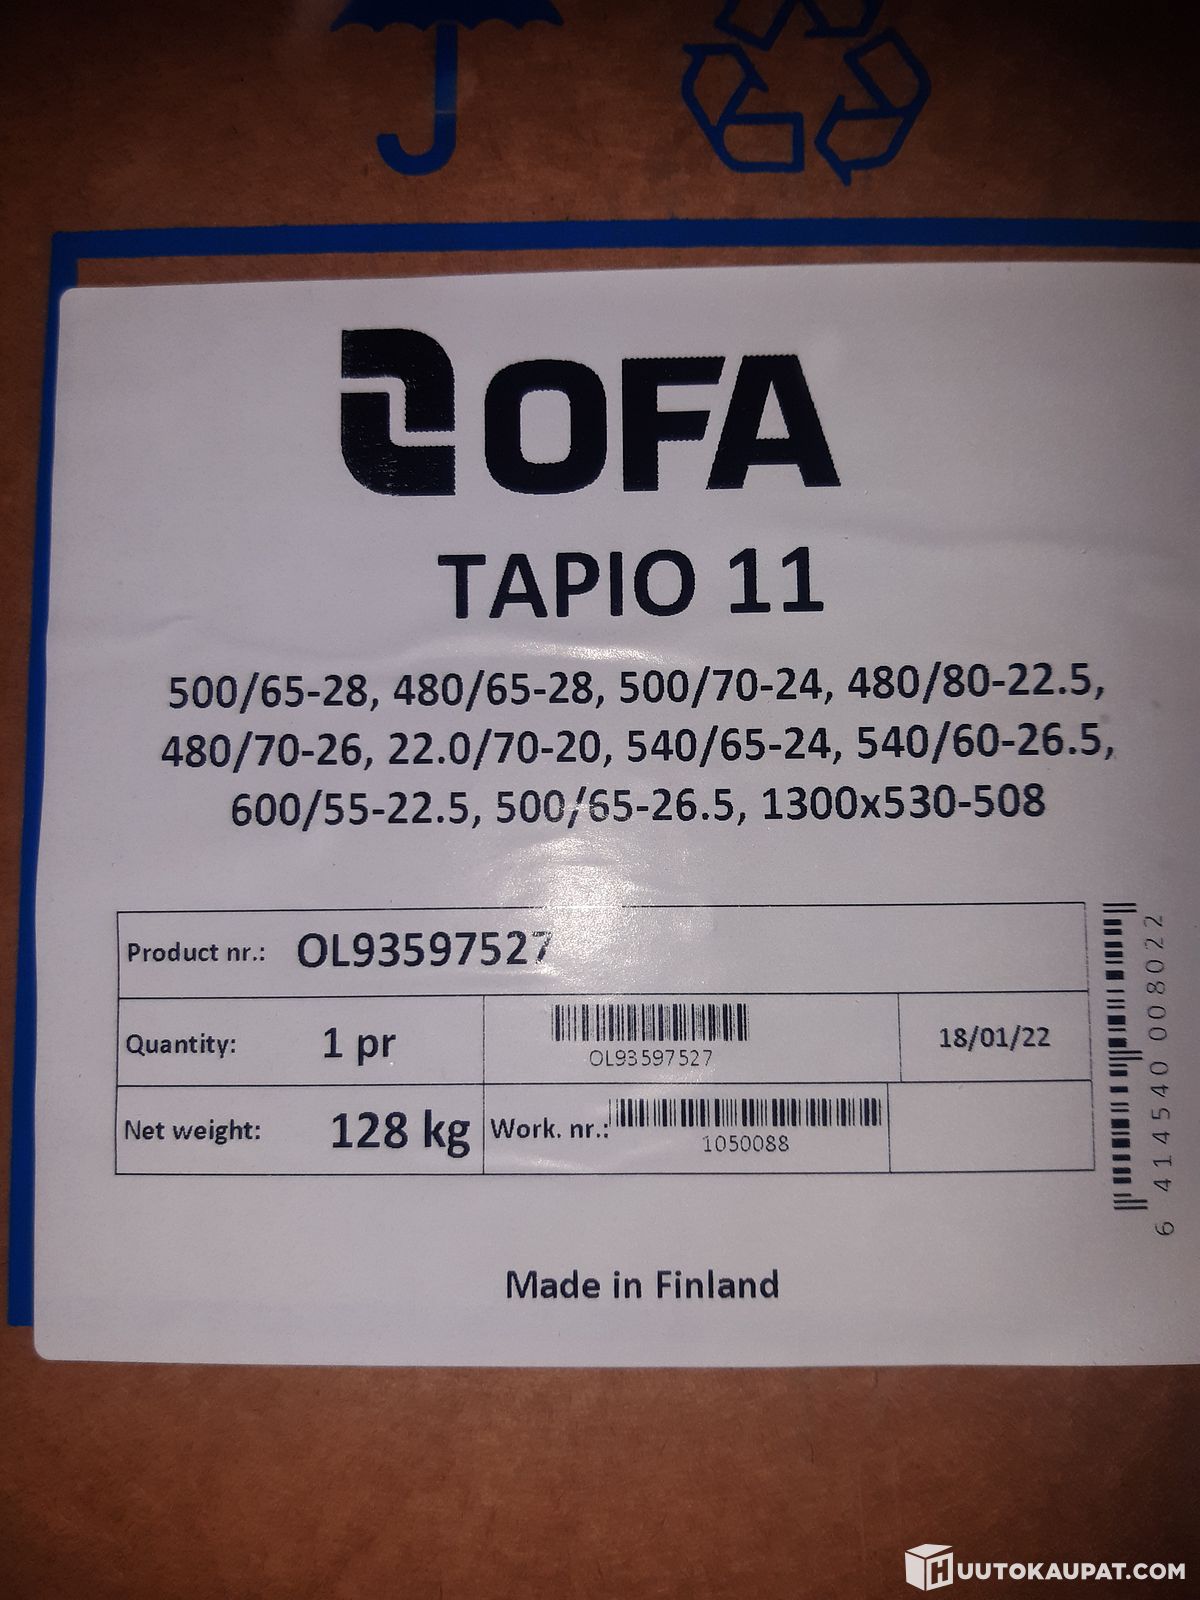 OFA
TAPIO 11
500/65-28, 480/65-28, 500/70-24, 480/80-22.5,
480/70-26, 22.0/70-20, 540/65-24, 540/60-26.5,
600/55-22.5, 500/65-26.5, 1300x530-508
Product nr.: OL93597527
Quantity: 1 pr
OL93597527
18/01/22
Net weight: 128 kg Work. nr.:
1050088
6 414540 008022
Made in Finland
HUUTOKAUPAT.COM